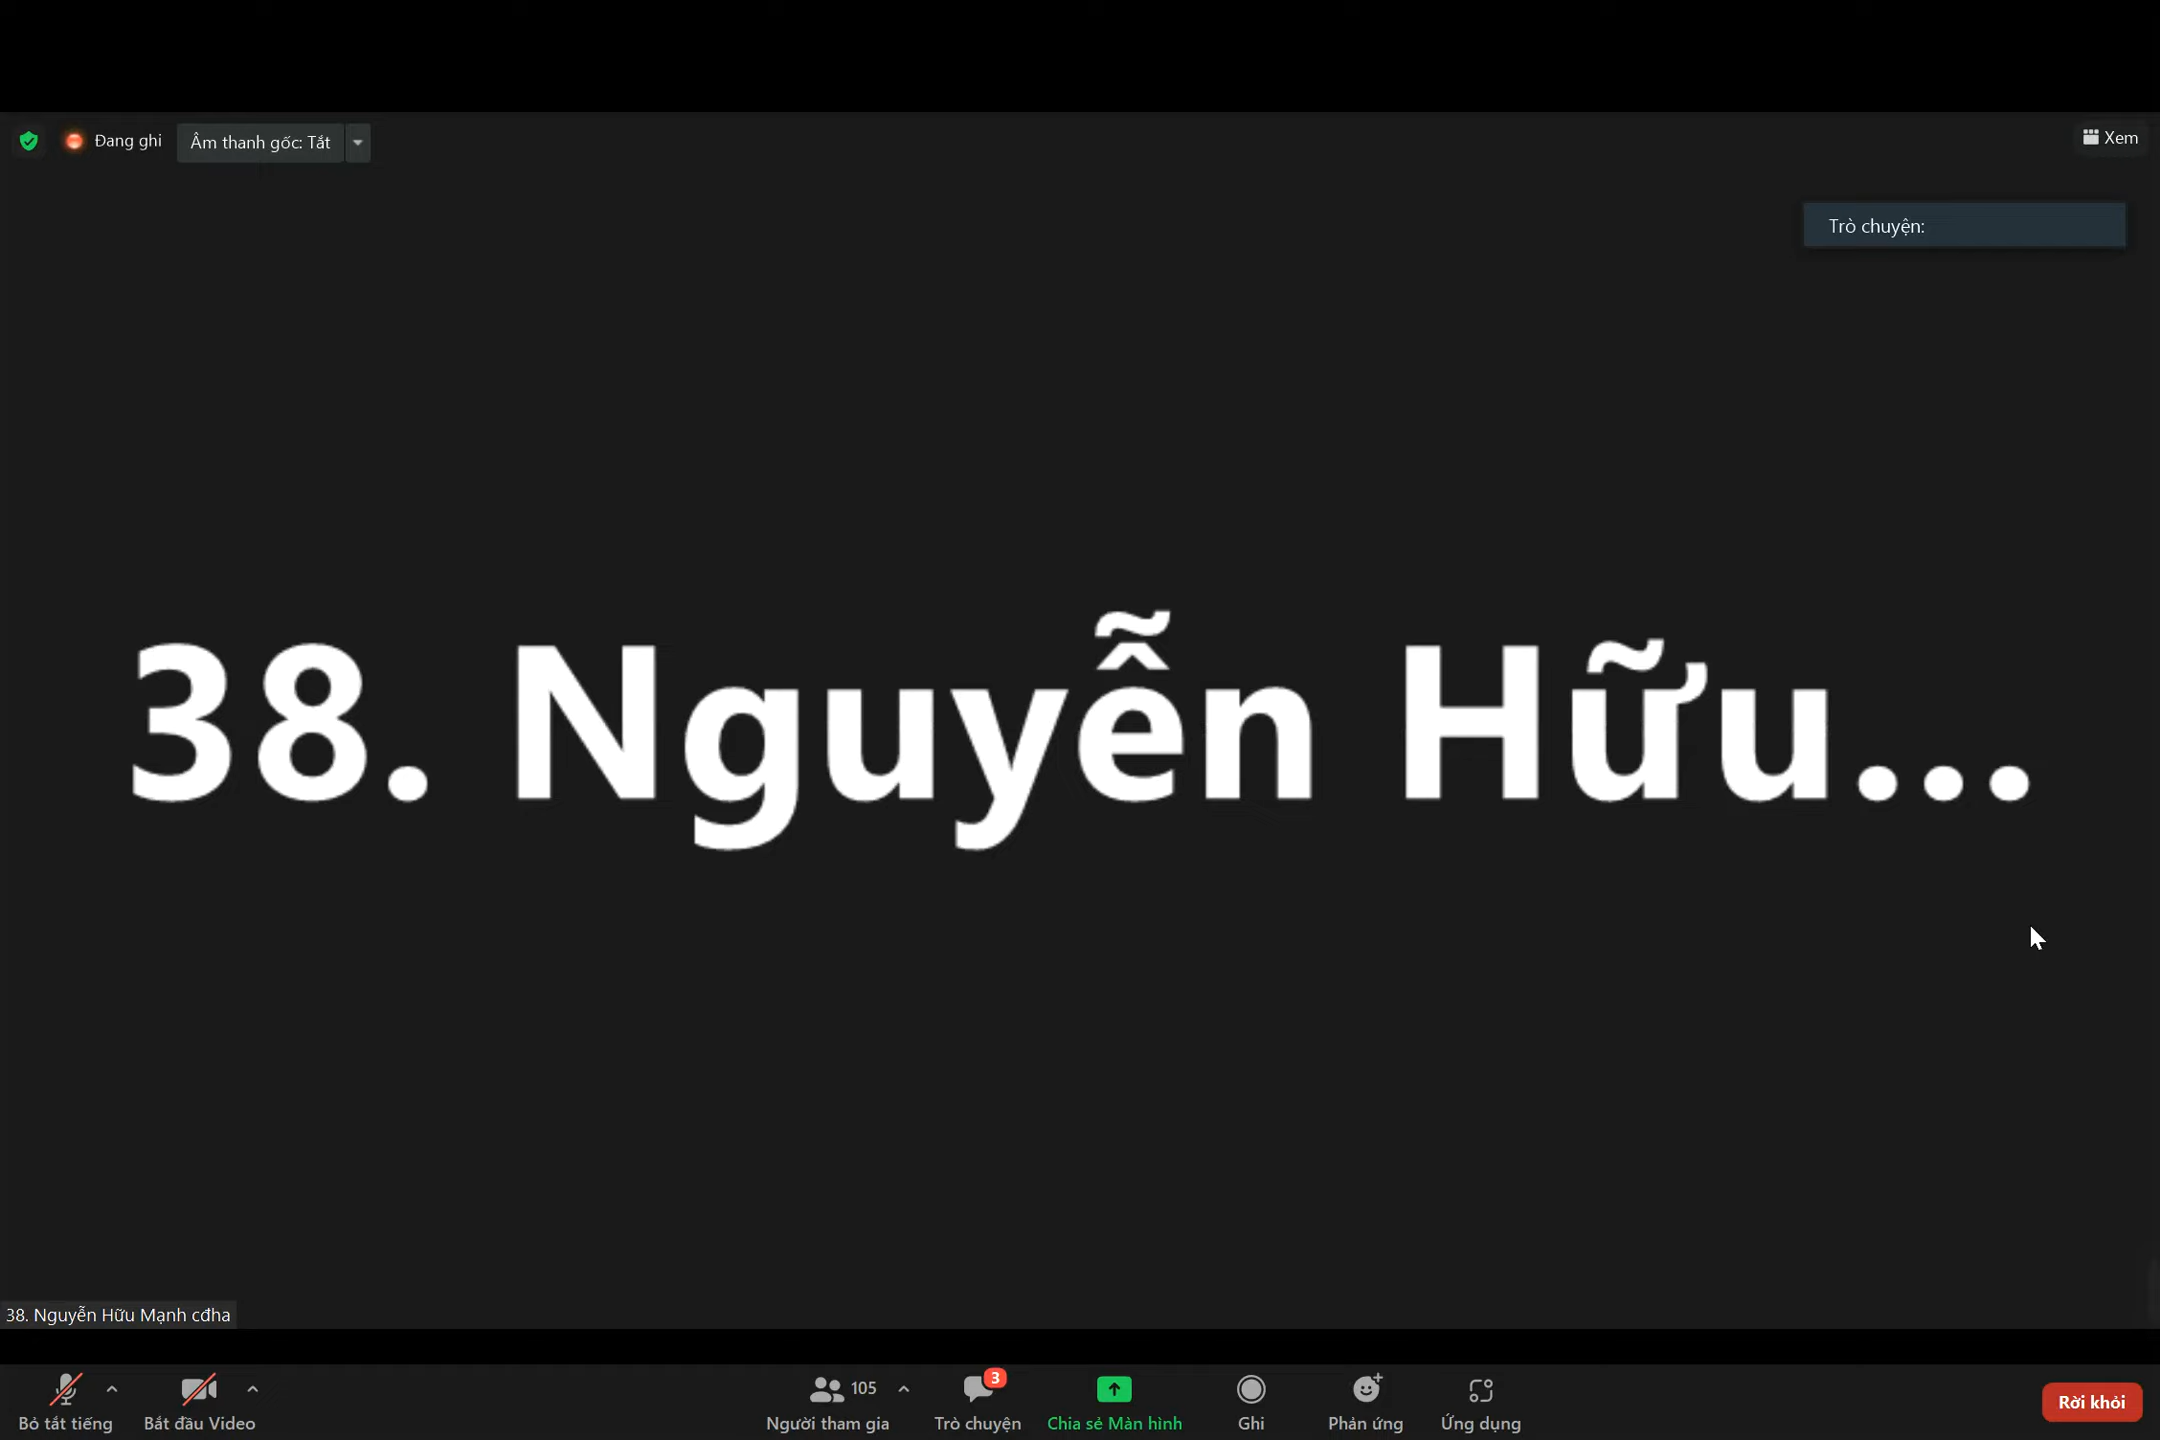 Đang ghi
Âm thanh gốc: Tắt
Xem
Trò chuyện:
38. Nguyễn Hữu...
38. Nguyễn Hữu Mạnh cđha
Bỏ tắt tiếng
Bắt đầu Video
105
Người tham gia
3
Trò chuyện
Chia sẻ Màn hình
Ghi
Phản ứng
Ứng dụng
Rời khỏi